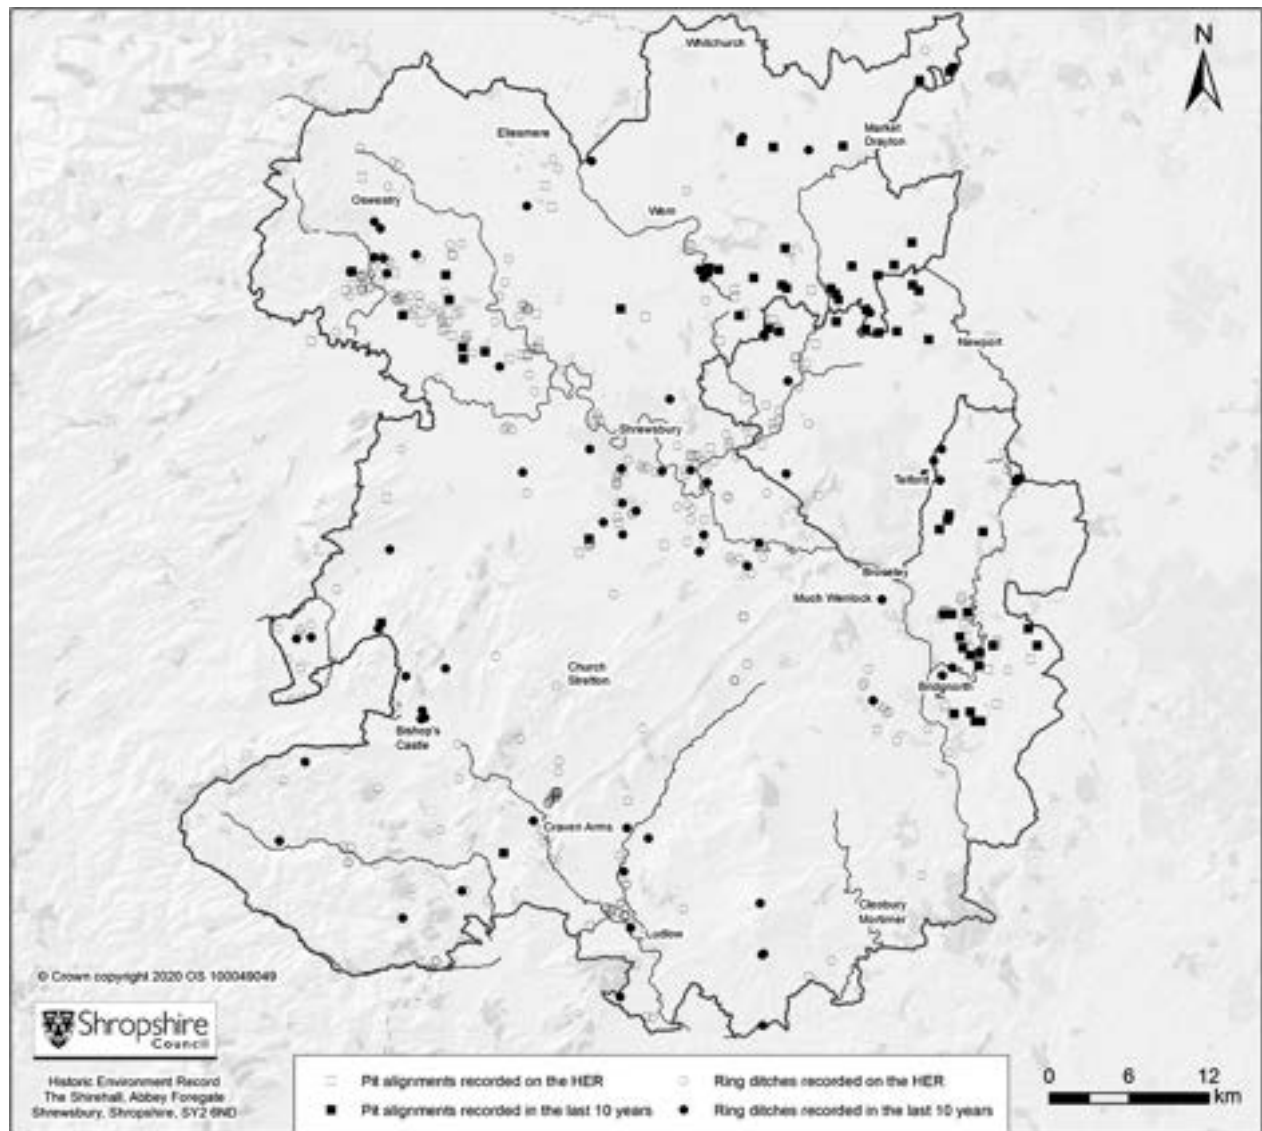 Whitchurch
N
Ellesmere
Market
Drayton
Oswestry
Wem
Newport
Shrewsbury
Telford
Broseley
Much Wenlock
Church
Stretton
Bridgnorth
Bishop's
Castle
Craven Arms
Cleobury
Mortimer
Ludlow
© Crown copyright 2020 OS 100049049
Shropshire
Council
Historic Environment Record
The Shirehall, Abbey Foregate
Shrewsbury, Shropshire, SY2 6ND
Pit alignments recorded on the HER
Ring ditches recorded on the HER
Pit alignments recorded in the last 10 years
Ring ditches recorded in the last 10 years
0 6 12
km